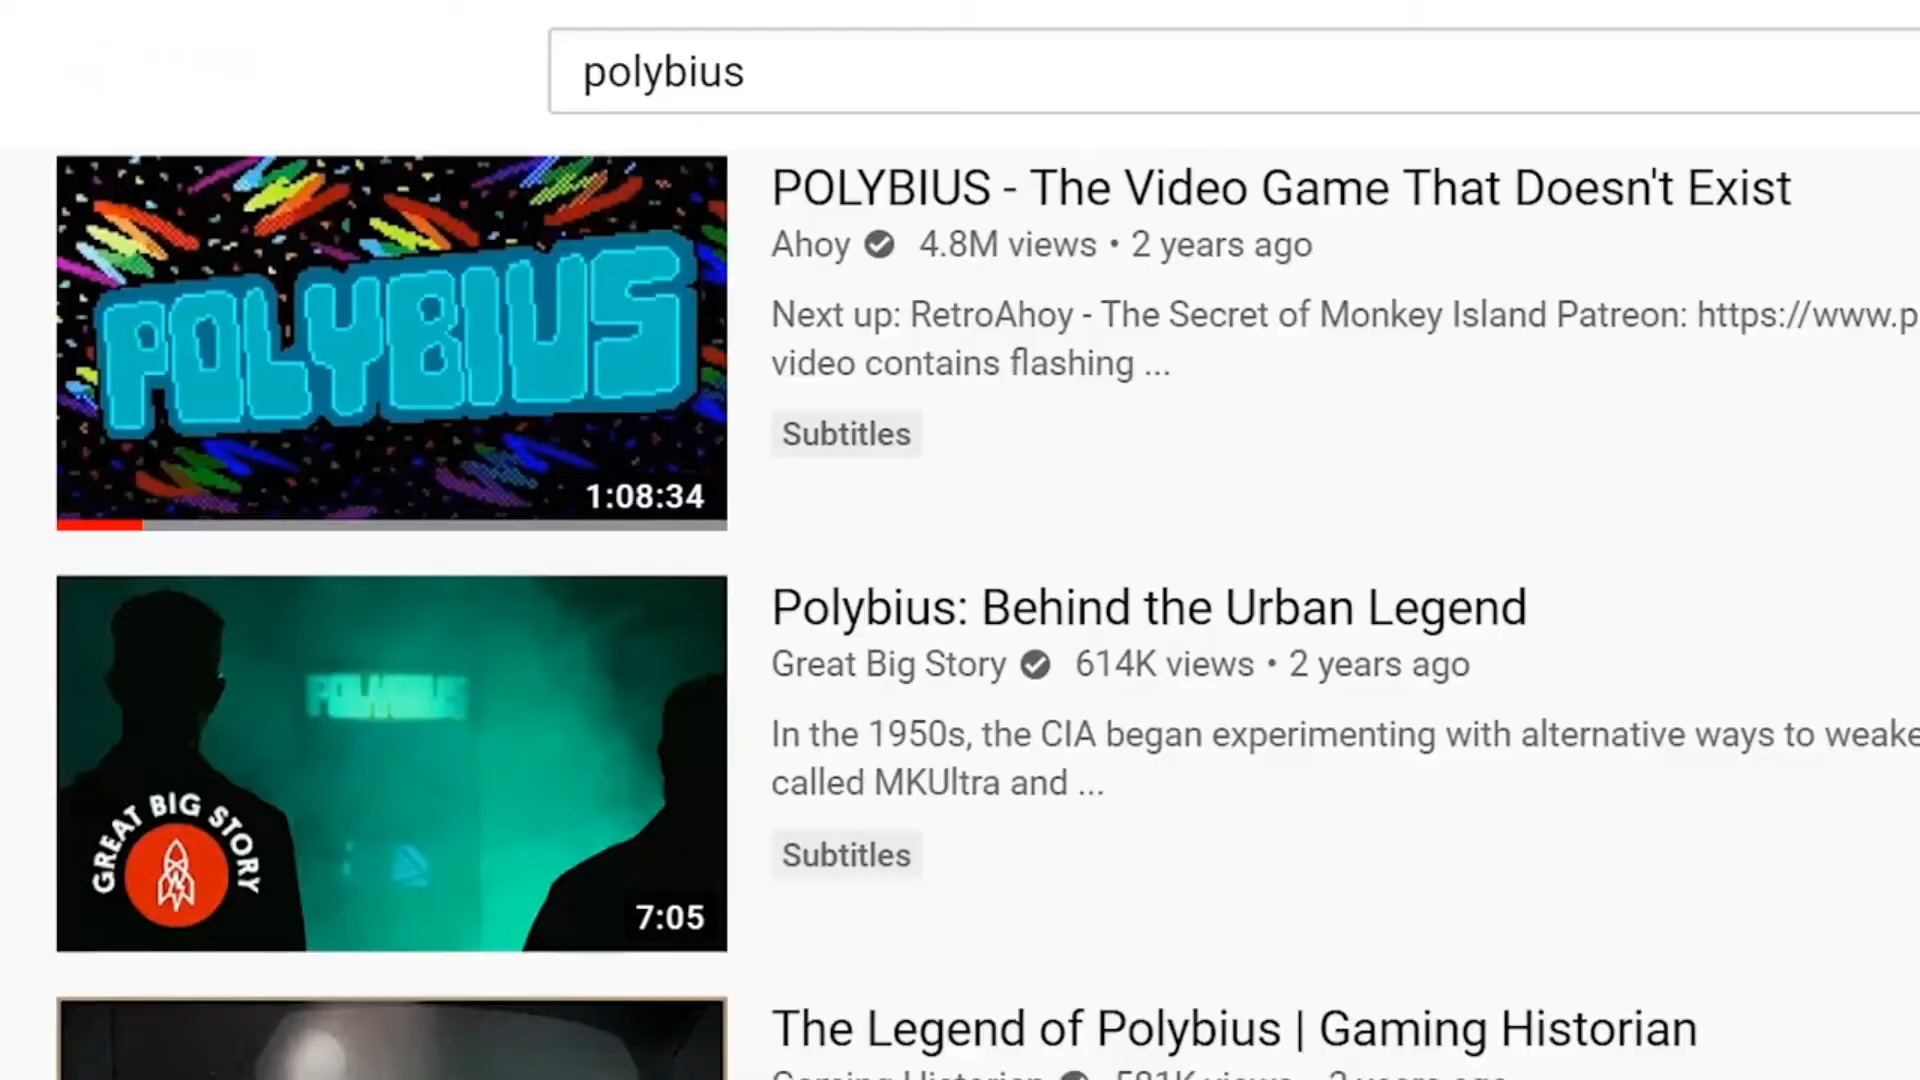 polybius
POLYBIUS
1:08:34
POLYBIUS - The Video Game That Doesn't Exist
Ahoy 4.8M views • 2 years ago
Next up: RetroAhoy - The Secret of Monkey Island Patreon: https://www.p
video contains flashing ...
Subtitles
POLYBIUS
GREAT BIG STORY
7:05
Polybius: Behind the Urban Legend
Great Big Story 614K views • 2 years ago
In the 1950s, the CIA began experimenting with alternative ways to weake
called MKUltra and ...
Subtitles
The Legend of Polybius | Gaming Historian